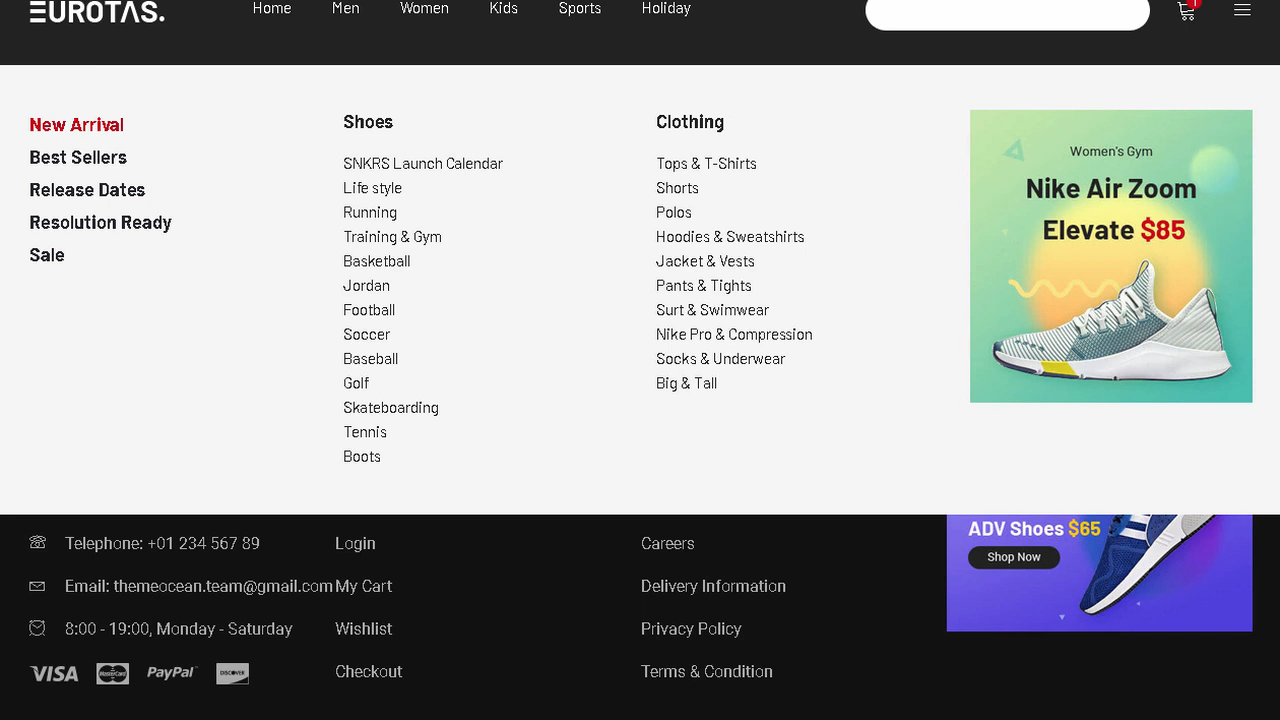 EUROTAS.
Home Men Women Kids Sports Holiday
1
New Arrival
Best Sellers
Release Dates
Resolution Ready
Sale
Shoes
SNKRS Launch Calendar
Life style
Running
Training & Gym
Basketball
Jordan
Football
Soccer
Baseball
Golf
Skateboarding
Tennis
Boots
Clothing
Tops & T-Shirts
Shorts
Polos
Hoodies & Sweatshirts
Jacket & Vests
Pants & Tights
Surt & Swimwear
Nike Pro & Compression
Socks & Underwear
Big & Tall
Women's Gym
Nike Air Zoom
Elevate $85
Telephone: +01 234 567 89
Email: themeocean.team@gmail.com
8:00 - 19:00, Monday - Saturday
VISA MasterCard PayPal DISCOVER
Login
My Cart
Wishlist
Checkout
Careers
Delivery Information
Privacy Policy
Terms & Condition
ADV Shoes $65
Shop Now